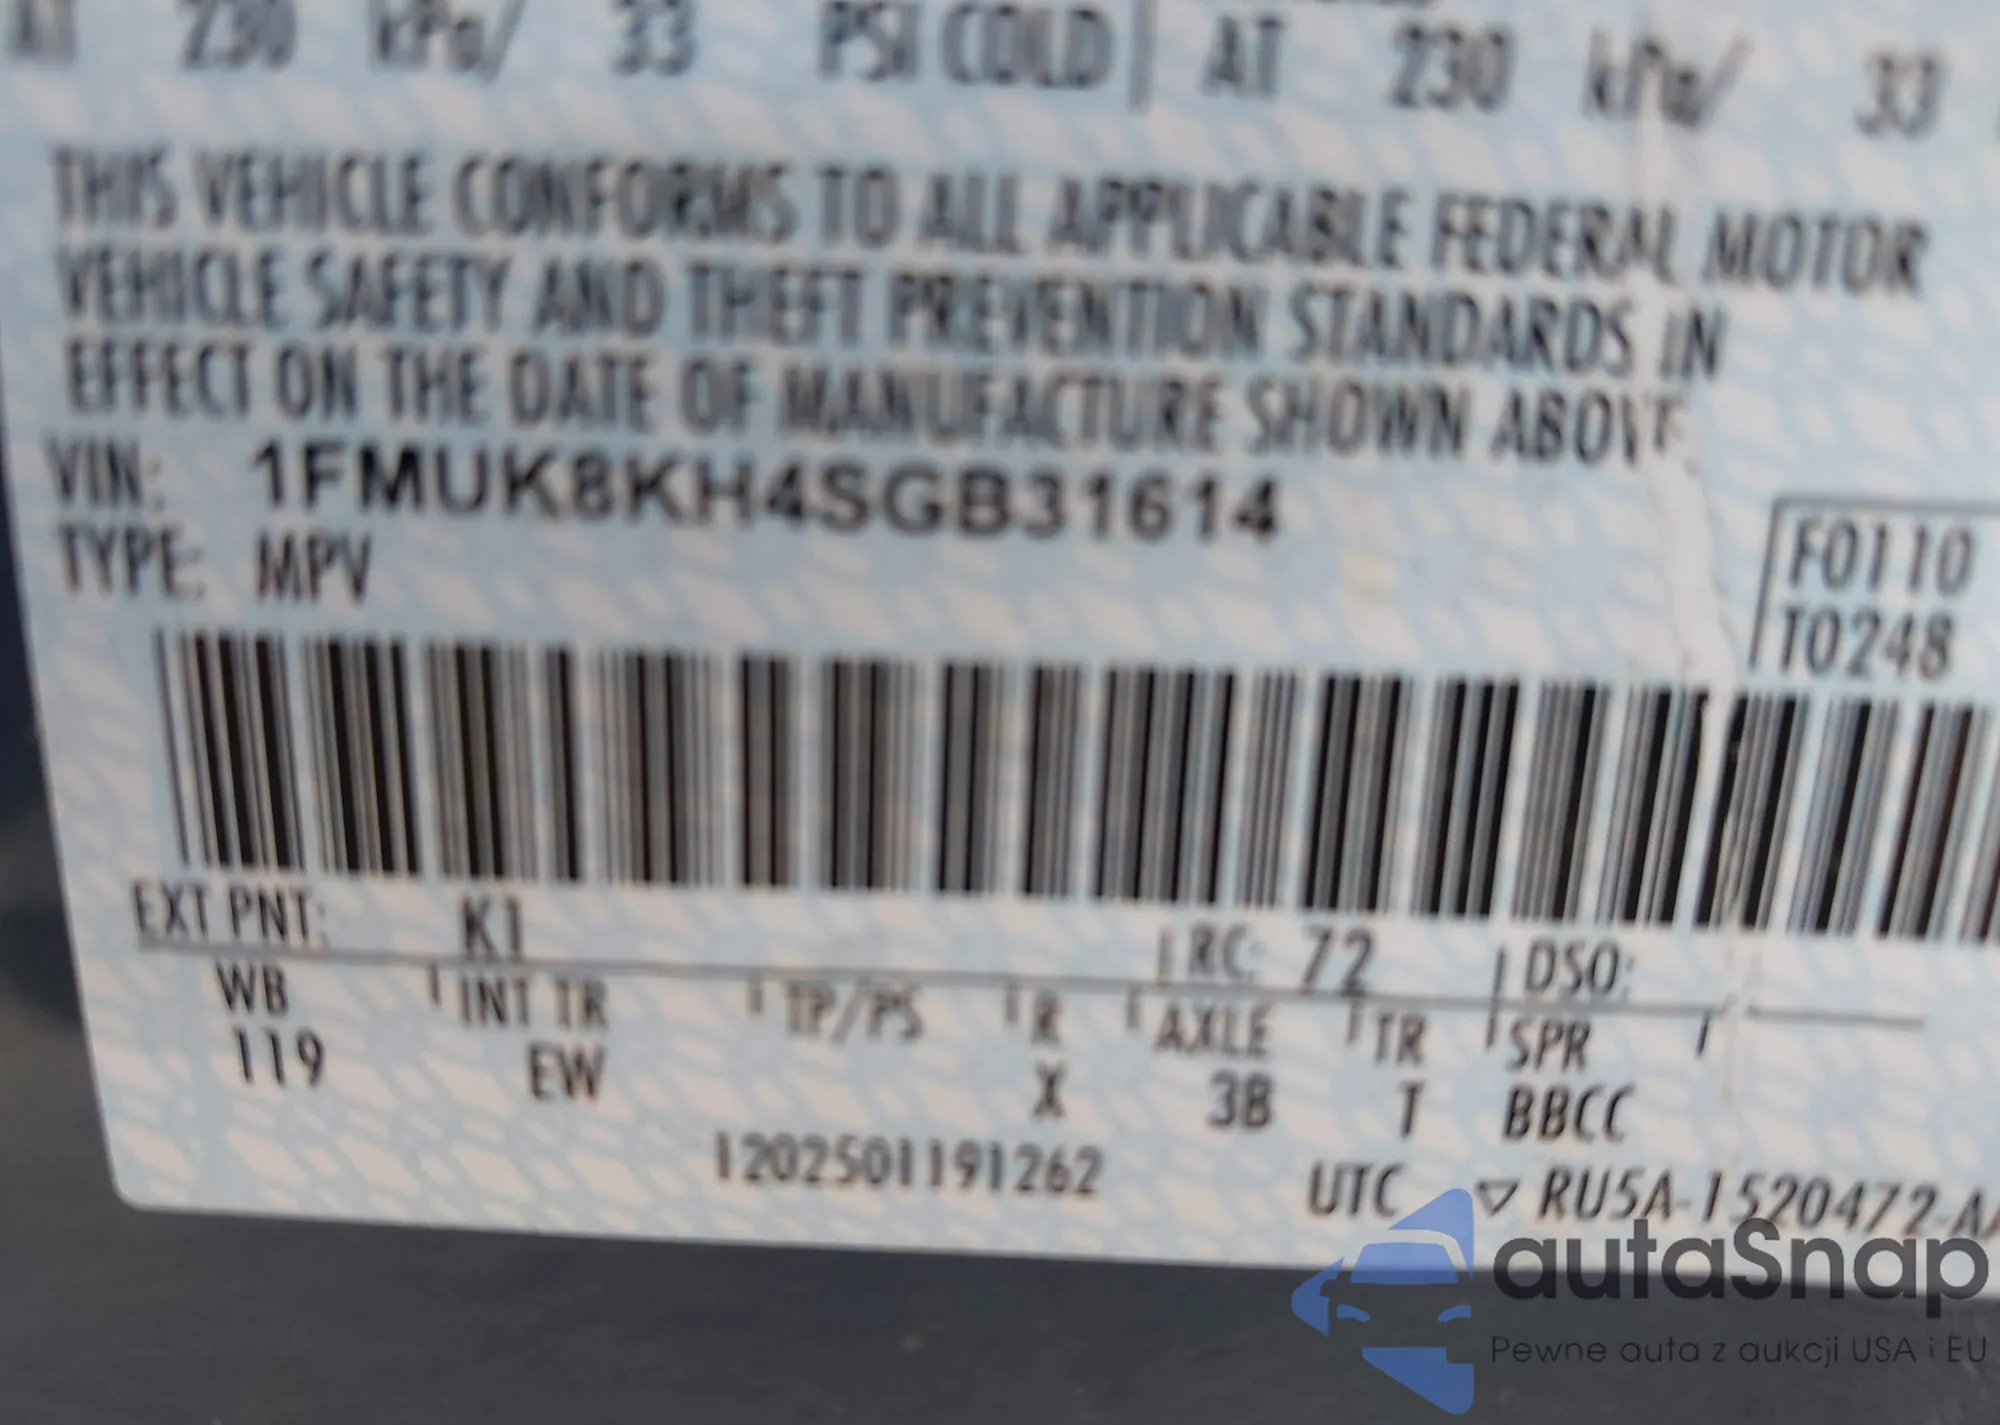 AT 230 kPa/ 33 PSI COLD AT 230 kPa/ 33
THIS VEHICLE CONFORMS TO ALL APPLICABLE FEDERAL MOTOR
VEHICLE SAFETY AND THEFT PREVENTION STANDARDS IN
EFFECT ON THE DATE OF MANUFACTURE SHOWN ABOVE.
VIN: 1FMUK8KH4SGB31614
TYPE: MPV
F0110
T0248
EXT PNT: K1 RC: 72 DSO:
WB INT TR TP/PS R AXLE TR SPR
119 EW X 3B T BBCC
1202501191262
UTC ▽ RU5A-1520472-A
autaSnap
Pewne auta z aukcji USA i EU